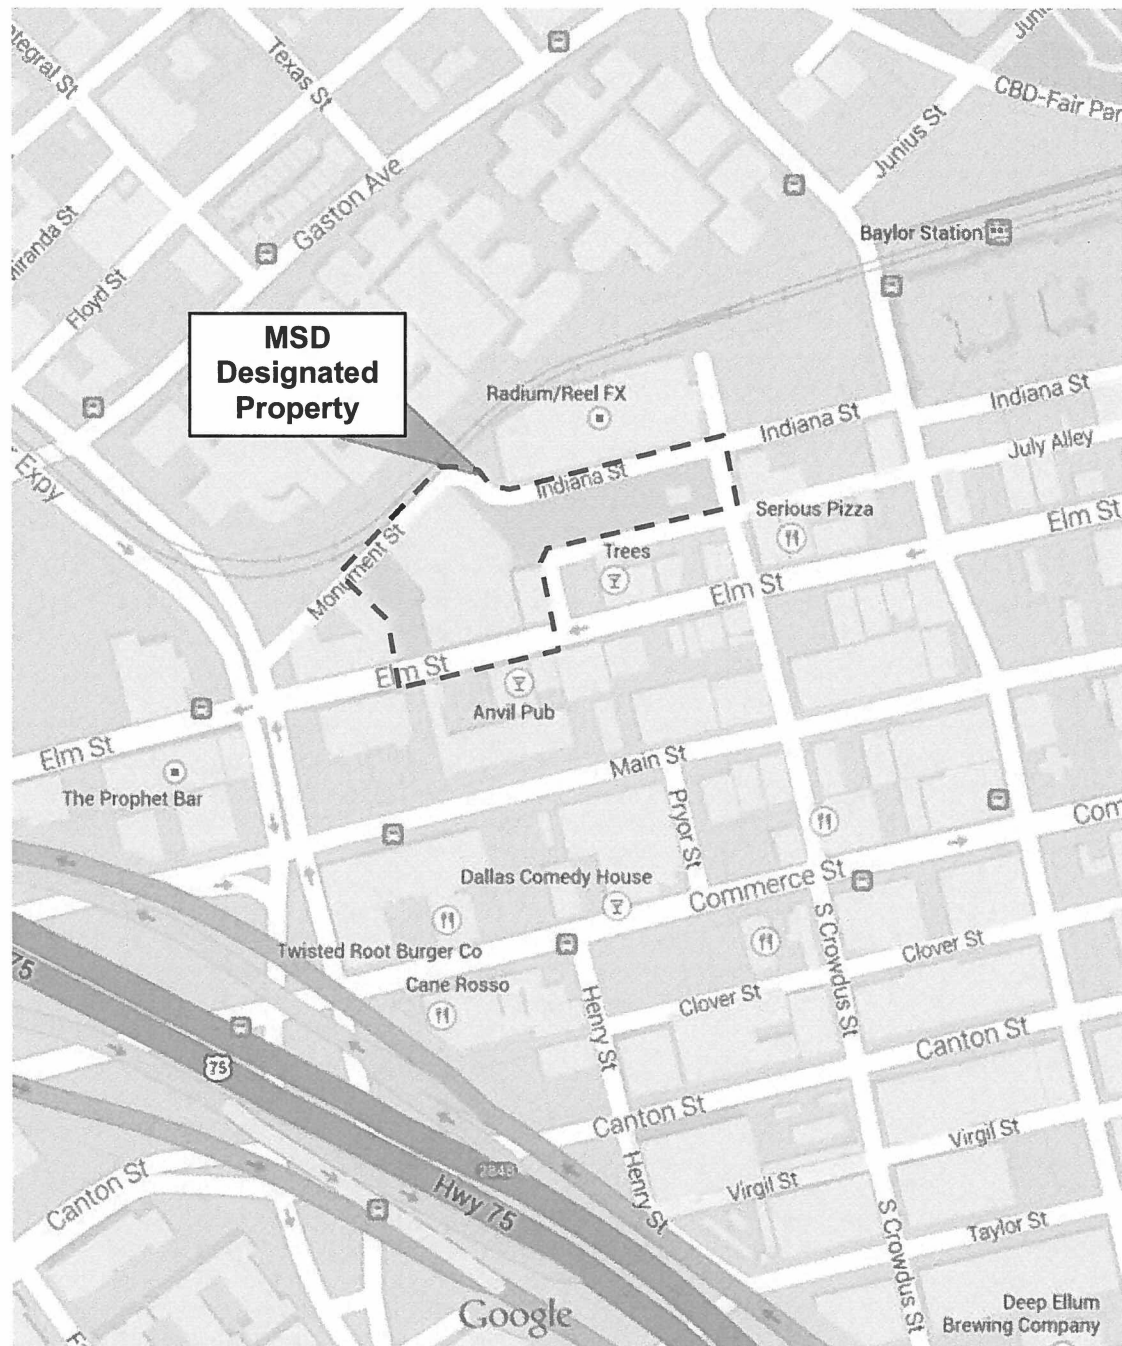 Texas St
Juni
CBD-Fair Par
Junius St
Gaston Ave
Baylor Station
Miranda St
Floyd St
MSD
Designated
Property
Radium/Reel FX
Indiana St
Indiana St
July Alley
Indiana St
Expy
Serious Pizza
Elm St
Trees
Monument St
Elm St
Elm St
Anvil Pub
Elm St
Main St
The Prophet Bar
Pryor St
Com
Dallas Comedy House
Commerce St
Twisted Root Burger Co
Clover St
S Crowdus St
Cane Rosso
75
Clover St
Henry St
Canton St
75
Canton St
Virgil St
2848
Henry St
Virgil St
Canton St
Hwy 75
Taylor St
S Crowdus St
Google
Deep Ellum
Brewing Company